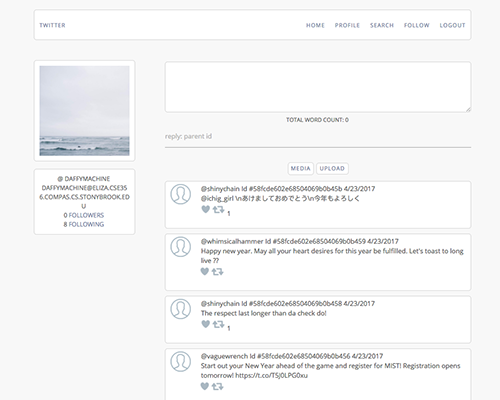 TWITTER
HOME PROFILE SEARCH FOLLOW LOGOUT
@ DAFFYMACHINE
DAFFYMACHINE@ELIZA.CSE35
6.COMPAS.CS.STONYBROOK.ED
U
0 FOLLOWERS
8 FOLLOWING
TOTAL WORD COUNT: 0
reply: parent id
MEDIA UPLOAD
@shinychain Id #58fcde602e68504069b0b45b 4/23/2017
@ichig_girl \nあけましておめでとう\n今年もよろしく
1
@whimsicalhammer Id #58fcde602e68504069b0b459 4/23/2017
Happy new year. May all your heart desires for this year be fulfilled. Let's toast to long
live ??
@shinychain Id #58fcde602e68504069b0b458 4/23/2017
The respect last longer than da check do!
1
@vaguewrench Id #58fcde602e68504069b0b456 4/23/2017
Start out your New Year ahead of the game and register for MIST! Registration opens
tomorrow! https://t.co/T5J0LPG0xu